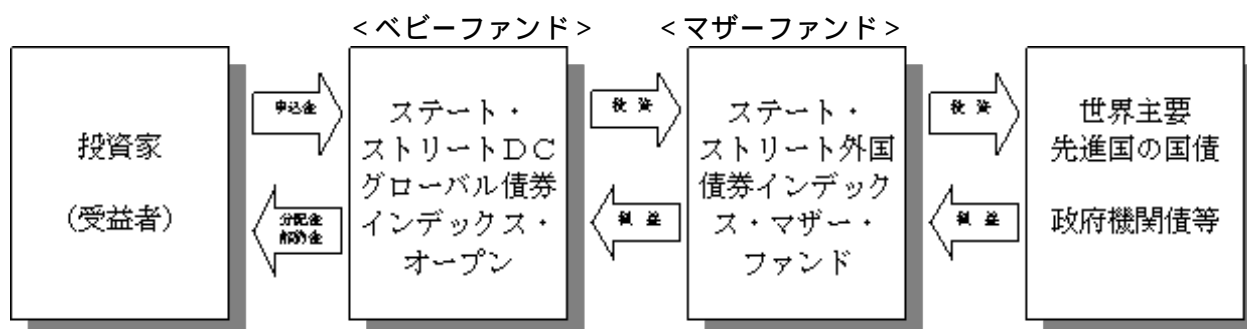 <ベビーファンド>
<マザーファンド>
投資家
(受益者)
申込金
分配金
解約金
ステート・
ストリートDC
グローバル債券
インデックス・
オープン
投 資
損 益
ステート・
ストリート外国
債券インデック
ス・マザー・
ファンド
投 資
損 益
世界主要
先進国の国債
政府機関債等